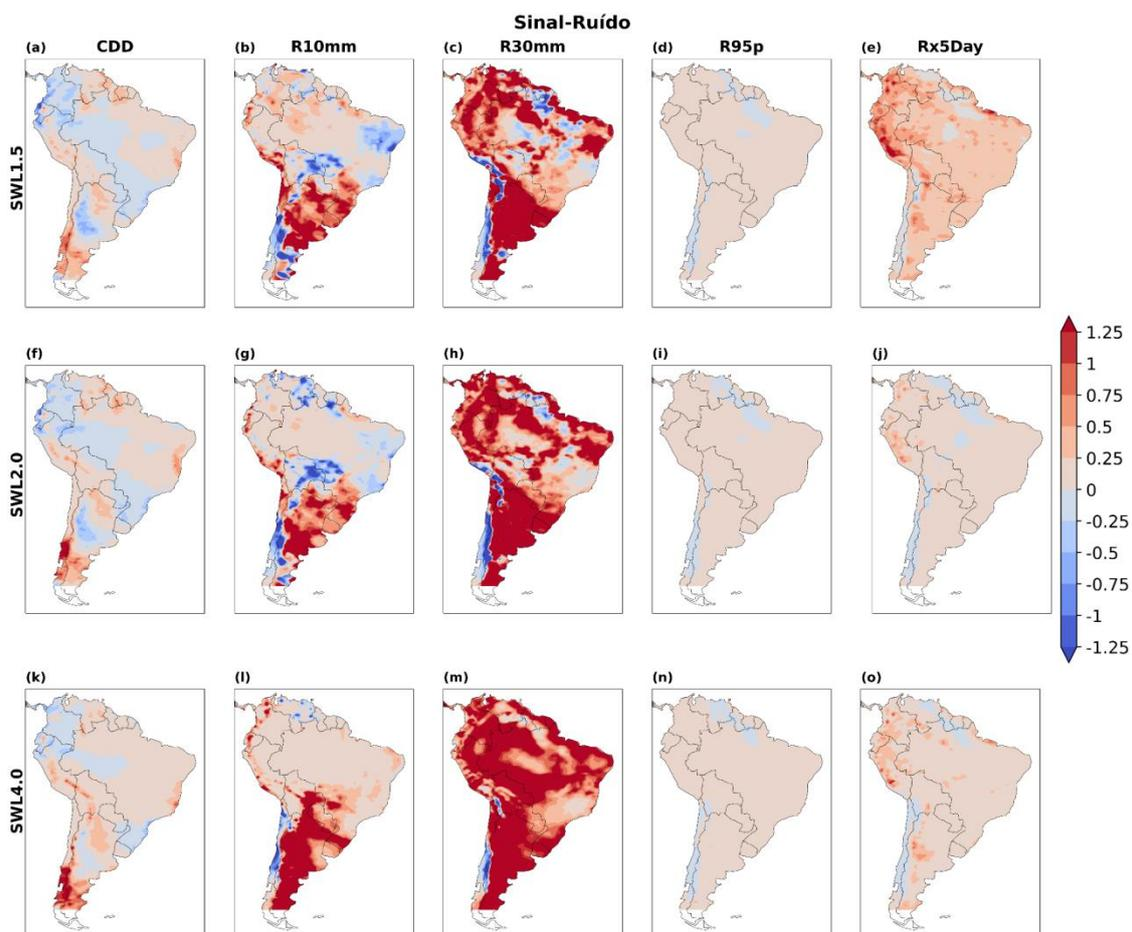 Sinal-Ruído
(a) CDD
(b) R10mm
(c) R30mm
(d) R95p
(e) Rx5Day
SWL1.5
(f)
(g)
(h)
(i)
(j)
SWL2.0
1.25
1
0.75
0.5
0.25
0
-0.25
-0.5
-0.75
-1
-1.25
(k)
(l)
(m)
(n)
(o)
SWL4.0